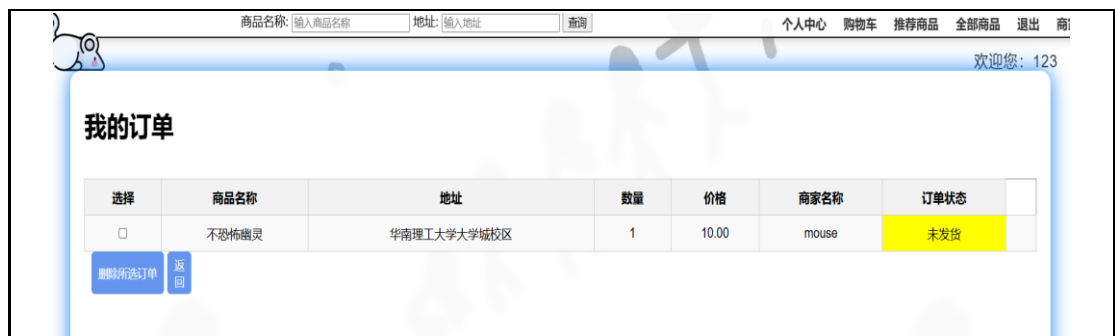 商品名称: 输入商品名称 地址: 输入地址 查询 个人中心 购物车 推荐商品 全部商品 退出
欢迎您：123
我的订单
选择 商品名称 地址 数量 价格 商家名称 订单状态
不恐怖幽灵 华南理工大学大学城校区 1 10.00 mouse 未发货
删除所选订单 返回